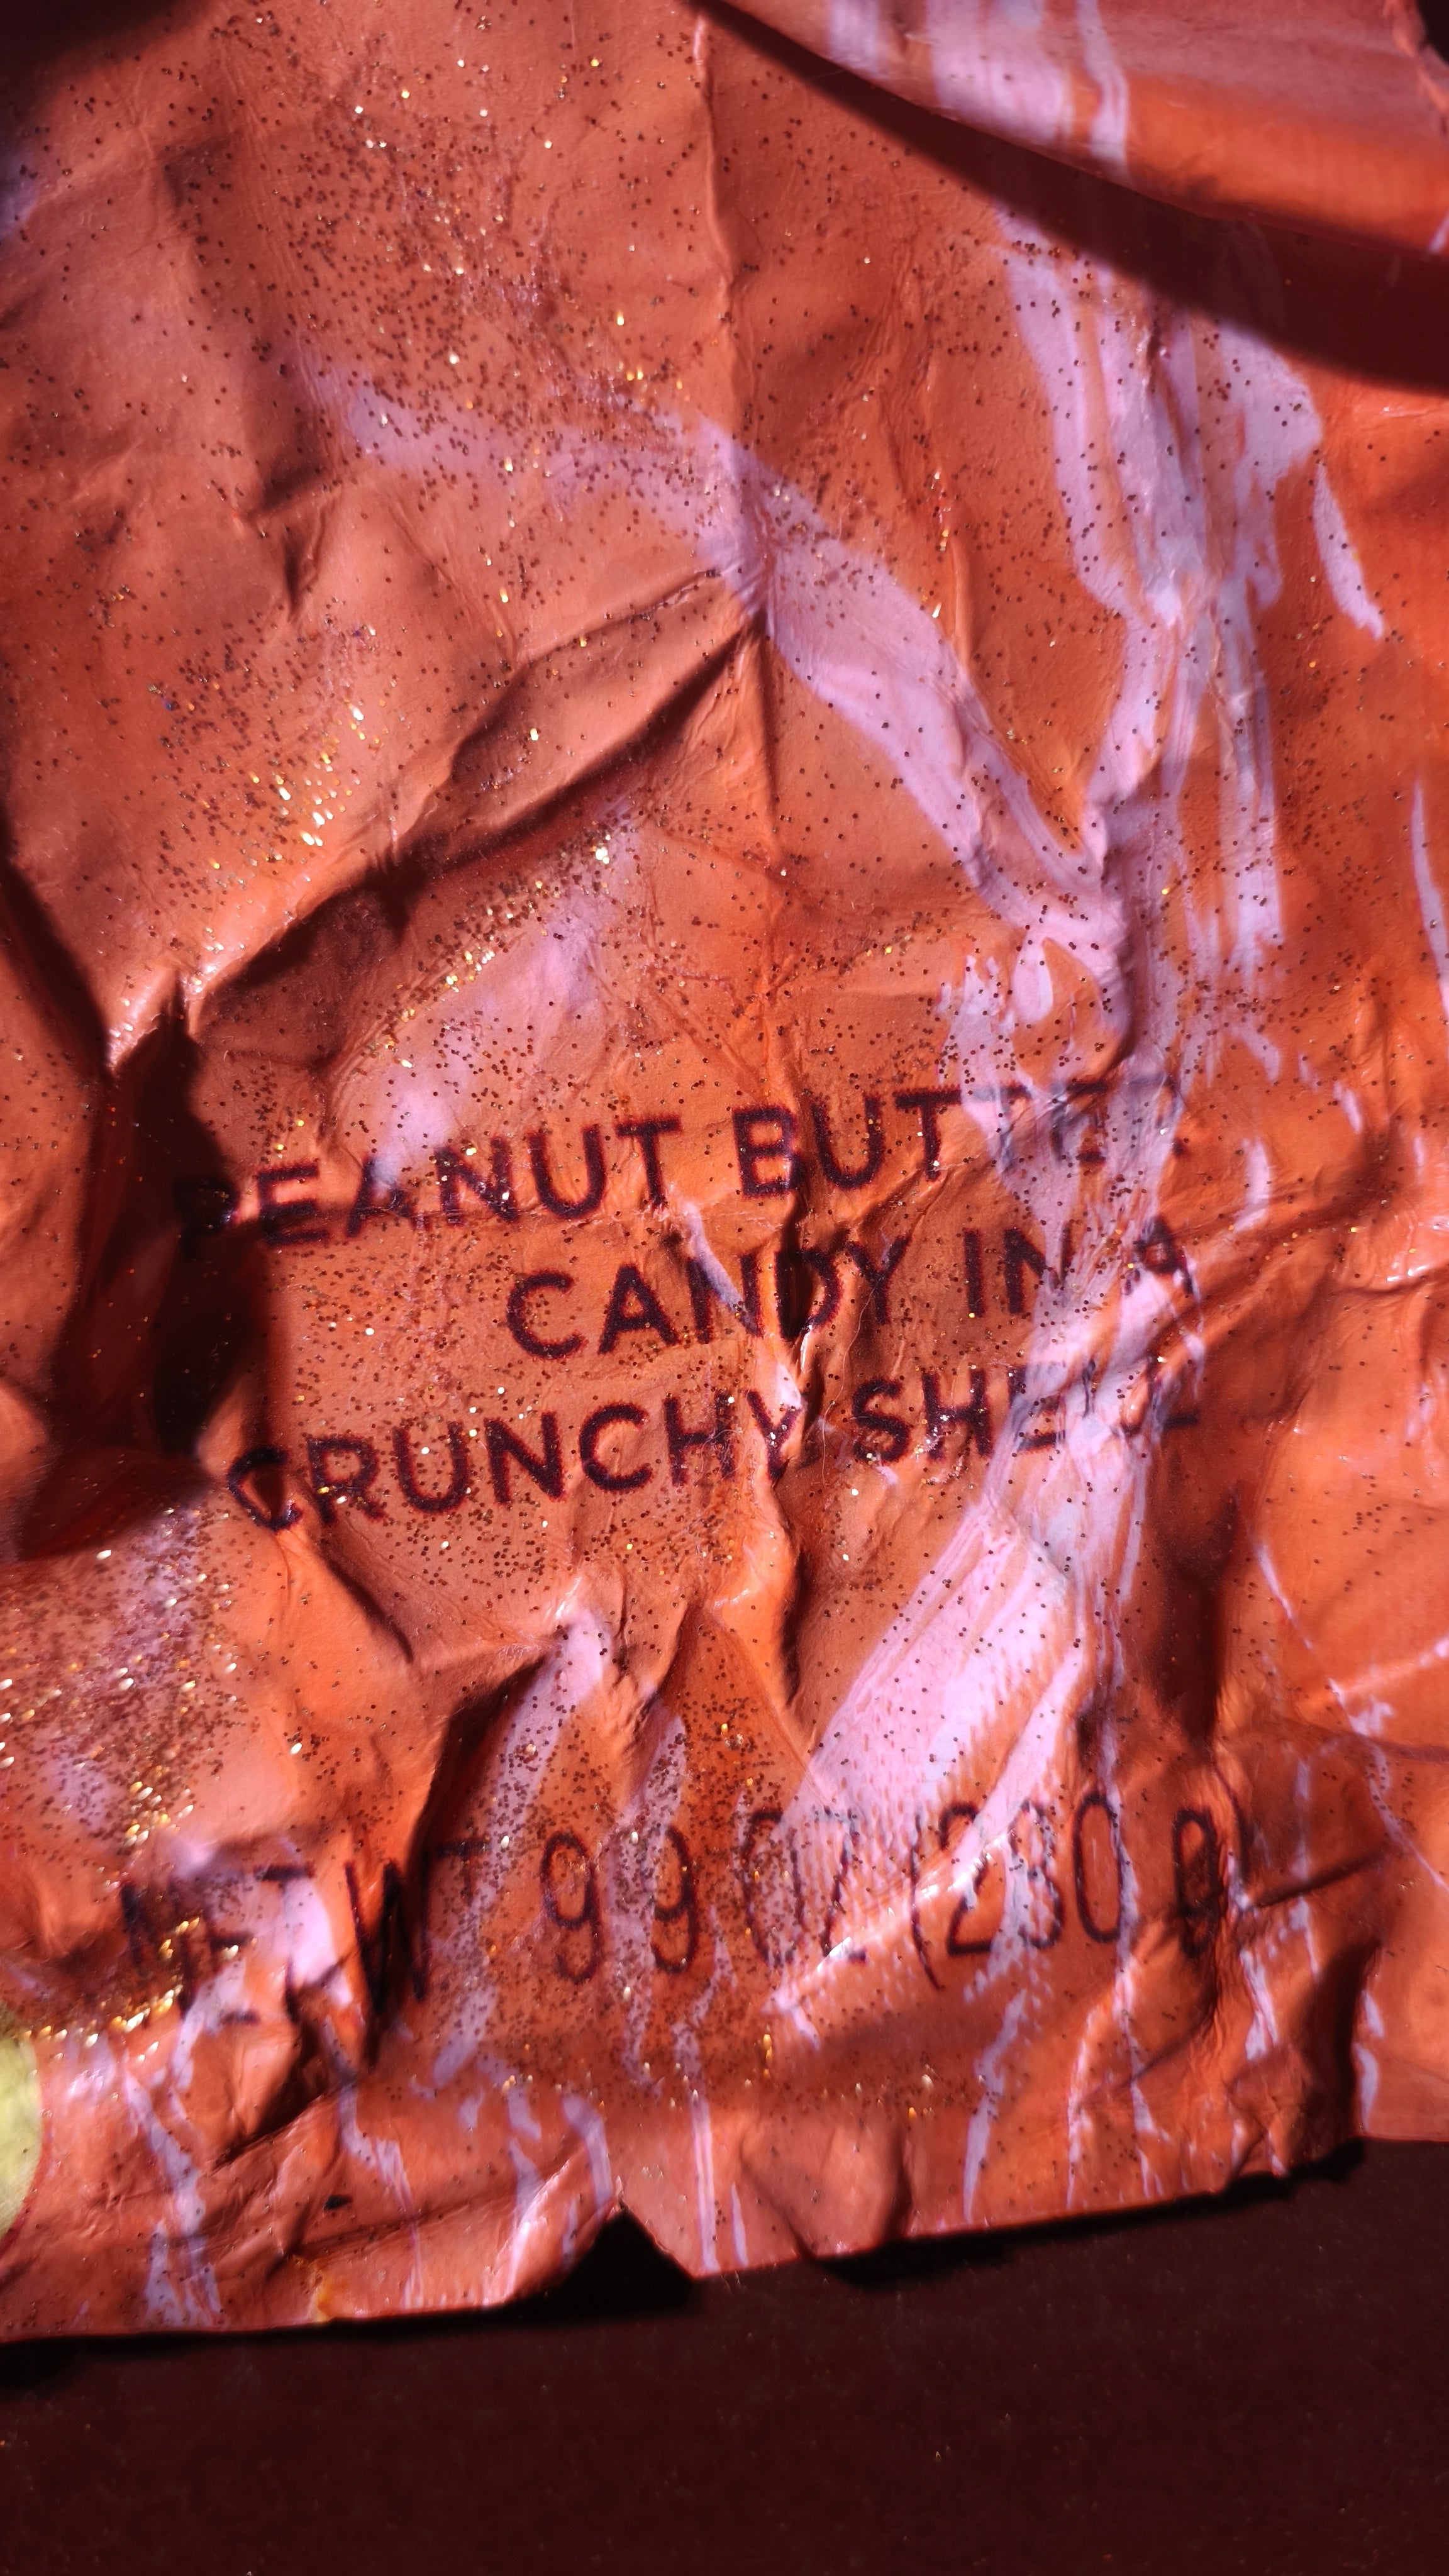 PEANUT BUTTER
CANDY IN A
CRUNCHY SHELL
NET WT 9.9 OZ (280 g)